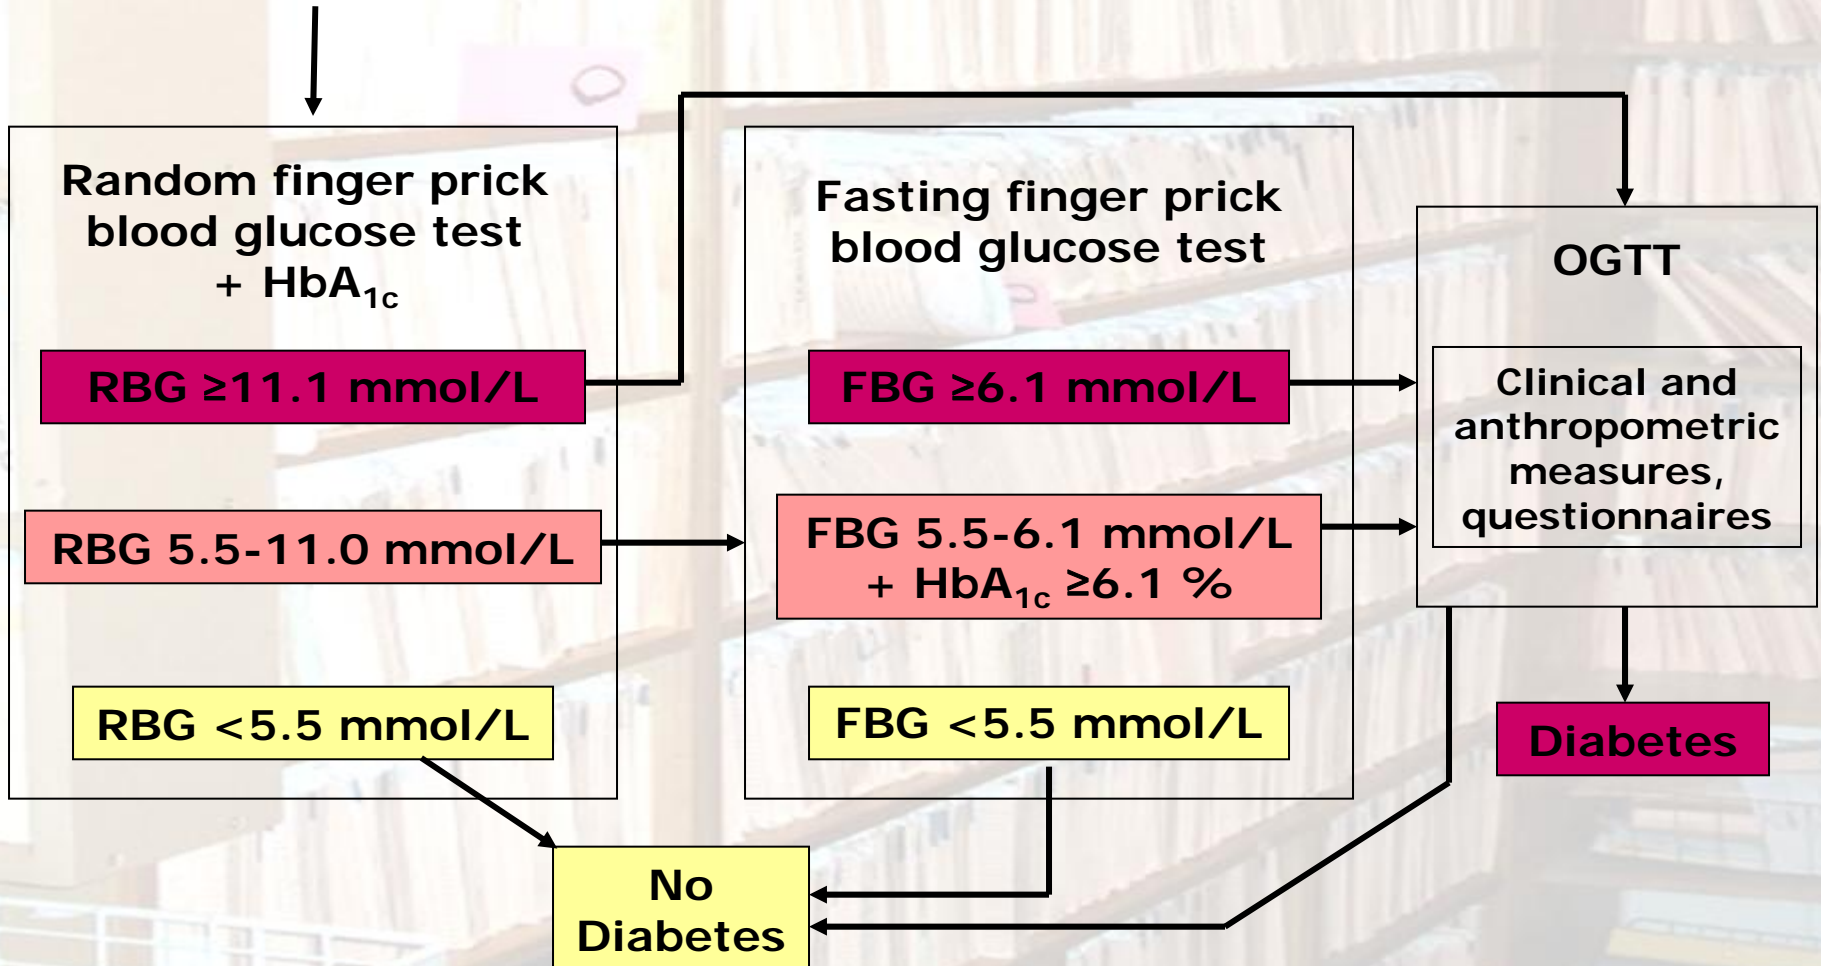 Random finger prick
blood glucose test
+ HbA1c
RBG ≥11.1 mmol/L
RBG 5.5-11.0 mmol/L
RBG <5.5 mmol/L
Fasting finger prick
blood glucose test
FBG ≥6.1 mmol/L
FBG 5.5-6.1 mmol/L
+ HbA1c ≥6.1 %
FBG <5.5 mmol/L
OGTT
Clinical and
anthropometric
measures,
questionnaires
Diabetes
No
Diabetes